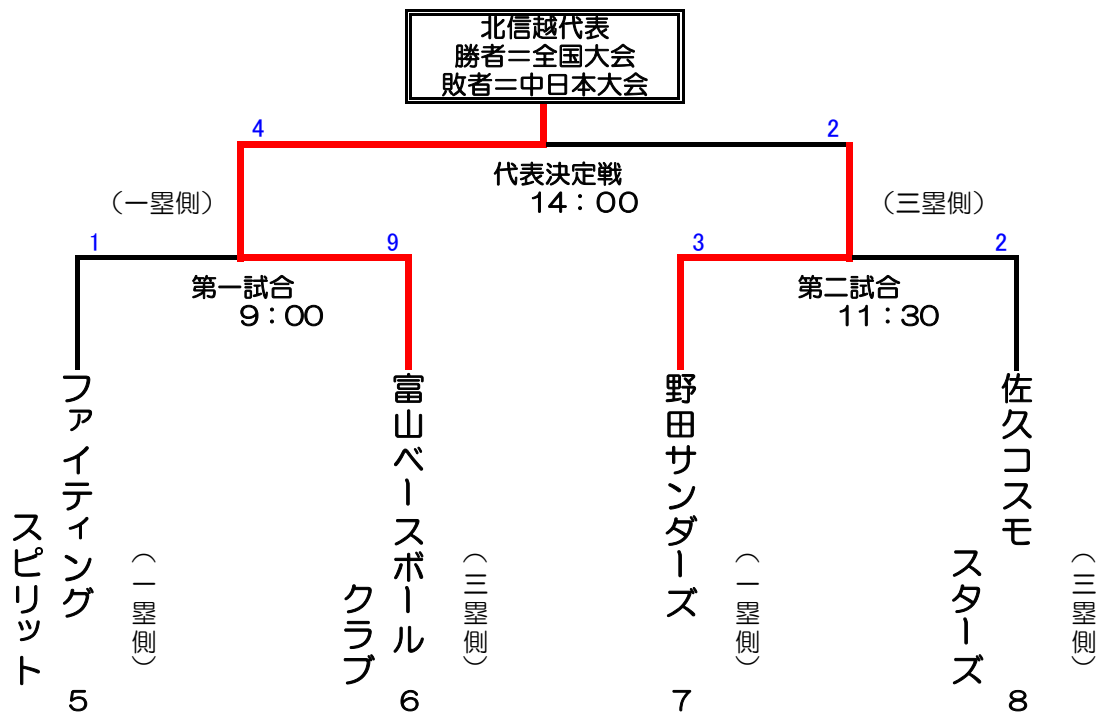 北信越代表
勝者＝全国大会
敗者＝中日本大会
4
2
代表決定戦
14：00
（一塁側）
（三塁側）
1
9
3
2
第一試合
9：00
第二試合
11：30
ファイティング
スピリット
（一塁側）
5
富山ベースボール
クラブ
（三塁側）
6
野田サンダーズ
（一塁側）
7
佐久コスモ
スターズ
（三塁側）
8